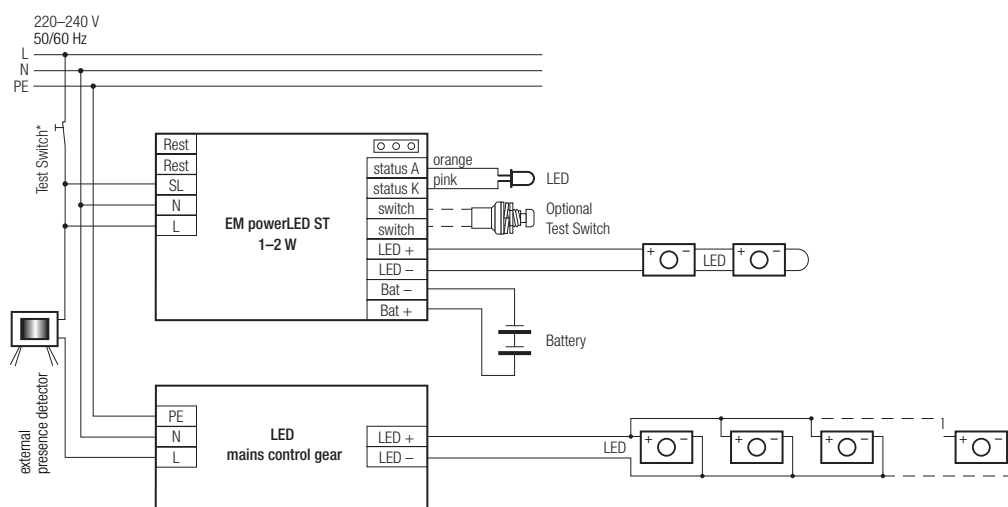 220–240 V
50/60 Hz
L
N
PE
Test Switch*
Rest
Rest
SL
N
L
EM powerLED ST
1–2 W
status A
status K
switch
switch
LED +
LED –
Bat –
Bat +
orange
pink
LED
Optional
Test Switch
+ –
LED
+ –
Battery
external
presence detector
PE
N
L
LED
mains control gear
LED +
LED –
LED
+ –
+ –
+ –
+ –